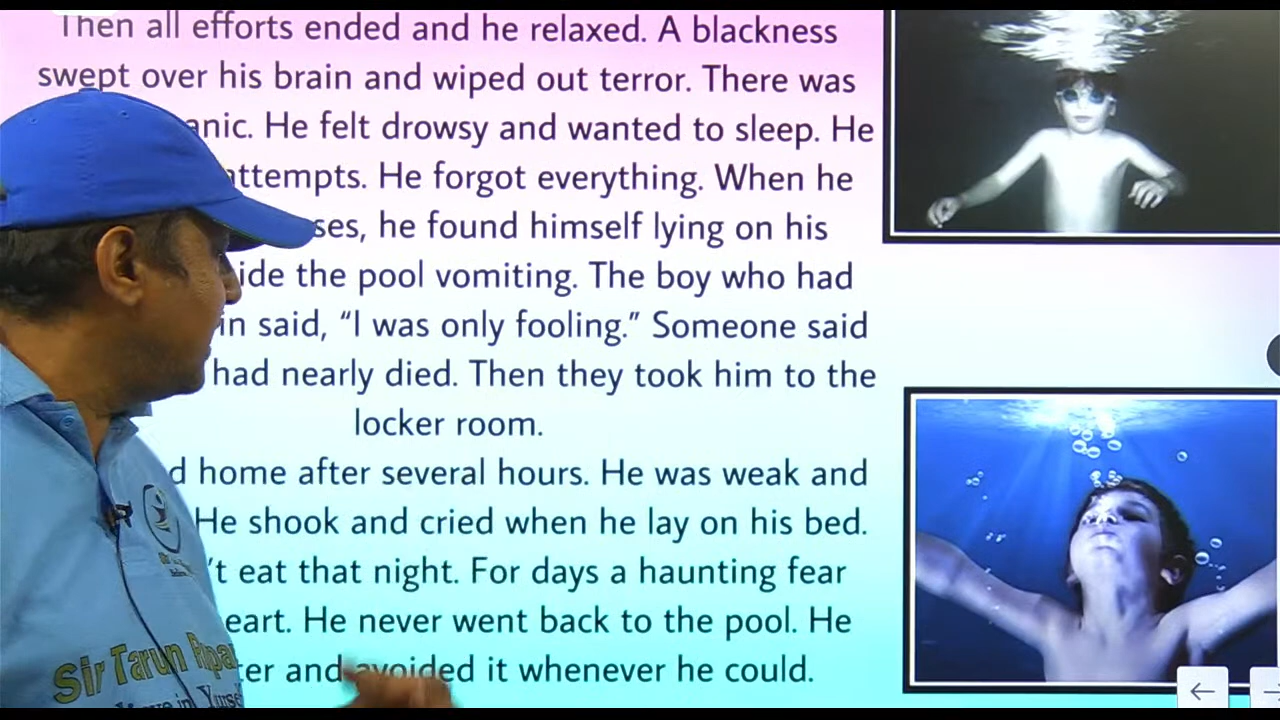 Then all efforts ended and he relaxed. A blackness
swept over his brain and wiped out terror. There was
anic. He felt drowsy and wanted to sleep. He
attempts. He forgot everything. When he
ses, he found himself lying on his
ide the pool vomiting. The boy who had
in said, “I was only fooling.” Someone said
had nearly died. Then they took him to the
locker room.
d home after several hours. He was weak and
He shook and cried when he lay on his bed.
’t eat that night. For days a haunting fear
eart. He never went back to the pool. He
ter and avoided it whenever he could.
Sir Tarun Rupa